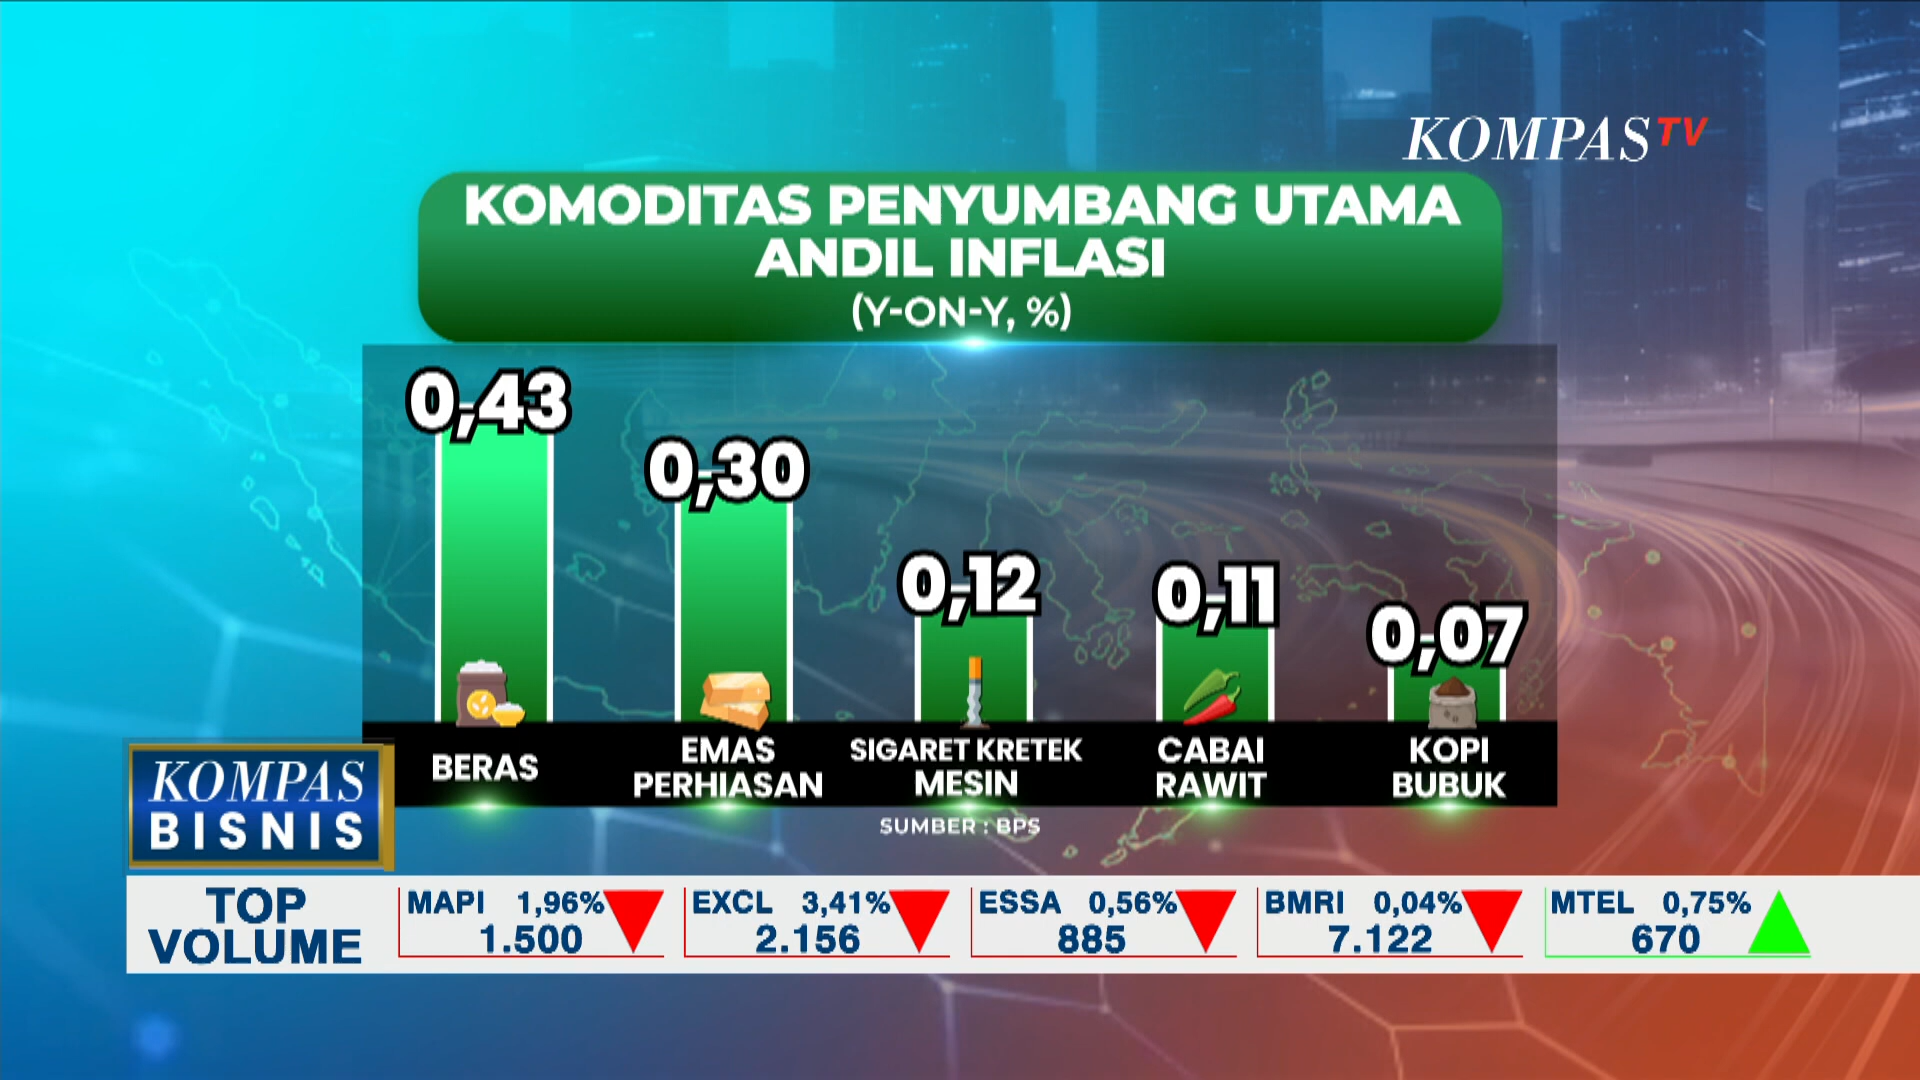 KOMPAS TV
KOMODITAS PENYUMBANG UTAMA
ANDIL INFLASI
(Y-ON-Y, %)
0,43
0,30
0,12
0,11
0,07
BERAS
EMAS
PERHIASAN
SIGARET KRETEK
MESIN
CABAI
RAWIT
KOPI
BUBUK
SUMBER : BPS
KOMPAS
BISNIS
TOP
VOLUME
MAPI 1,96%
1.500
EXCL 3,41%
2.156
ESSA 0,56%
885
BMRI 0,04%
7.122
MTEL 0,75%
670